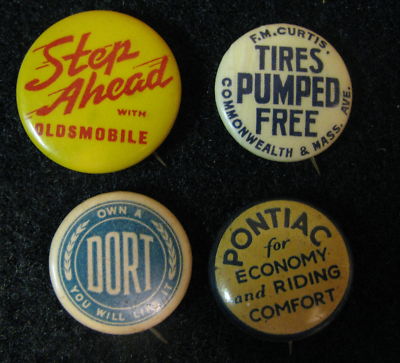 Step
Ahead
WITH
OLDSMOBILE
F.M. CURTIS'
TIRES
PUMPED
FREE
COMMONWEALTH & MASS. AVE.
OWN A
DORT
YOU WILL LIKE IT
PONTIAC
for
ECONOMY
and RIDING
COMFORT